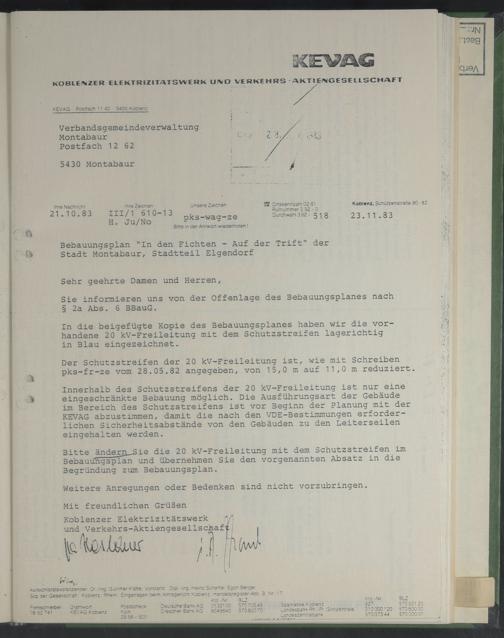 KEVAG
KOBLENZER ELEKTRIZITÄTSWERK UND VERKEHRS-AKTIENGESELLSCHAFT
KEVAG Postfach 11 40 5400 Koblenz
Verbandsgemeindeverwaltung
Montabaur
Postfach 12 62
5430 Montabaur
Ihre Nachricht Ihre Zeichen Unsere Zeichen Koblenz, Schützenstraße 80-82
21.10.83 III/1 610-13 pks-wag-ze 518 23.11.83
H. Ju/No
Bitte in der Antwort wiederholen!
Bebauungsplan "In den Fichten - Auf der Trift" der
Stadt Montabaur, Stadtteil Elgendorf
Sehr geehrte Damen und Herren,
Sie informieren uns von der Offenlage des Bebauungsplanes nach
§ 2a Abs. 6 BBauG.
In die beigefügte Kopie des Bebauungsplanes haben wir die vor-
handene 20 kV-Freileitung mit dem Schutzstreifen lagerichtig
in Blau eingezeichnet.
Der Schutzstreifen der 20 kV-Freileitung ist, wie mit Schreiben
pks-fr-ze vom 28.05.82 angegeben, von 15,0 m auf 11,0 m reduziert.
Innerhalb des Schutzstreifens der 20 kV-Freileitung ist nur eine
eingeschränkte Bebauung möglich. Die Ausführungsart der Gebäude
im Bereich des Schutzstreifens ist vor Beginn der Planung mit der
KEVAG abzustimmen, damit die nach den VDE-Bestimmungen erforder-
lichen Sicherheitsabstände von den Gebäuden zu den Leiterseilen
eingehalten werden.
Bitte ändern Sie die 20 kV-Freileitung mit dem Schutzstreifen im
Bebauungsplan und übernehmen Sie den vorgenannten Absatz in die
Begründung zum Bebauungsplan.
Weitere Anregungen oder Bedenken sind nicht vorzubringen.
Mit freundlichen Grüßen
Koblenzer Elektrizitätswerk
und Verkehrs-Aktiengesellschaft